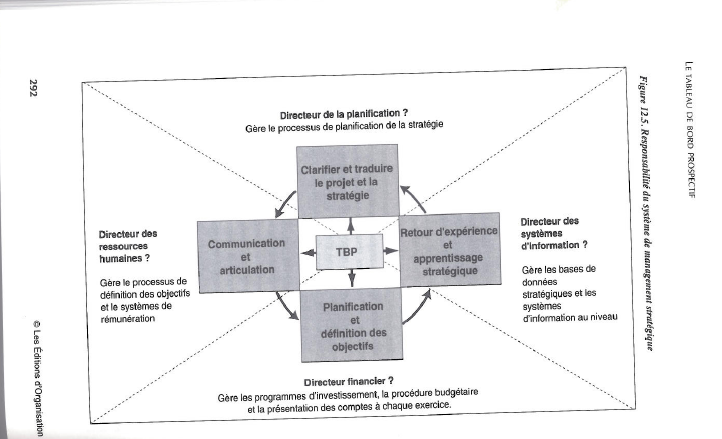 LE TABLEAU DE BORD PROSPECTIF
Figure 12.5. Responsabilité du système de management stratégique
Directeur de la planification ?
Gère le processus de planification de la stratégie
Clarifier et traduire
le projet et la
stratégie
Directeur des
ressources
humaines ?
Gère le processus de
définition des objectifs
et le systèmes de
rémunération
Communication
et
articulation
TBP
Retour d'expérience
et
apprentissage
stratégique
Directeur des
systèmes
d'information ?
Gère les bases de
données
stratégiques et les
systèmes
d'information au niveau
Planification
et
définition des
objectifs
Directeur financier ?
Gère les programmes d'investissement, la procédure budgétaire
et la présentation des comptes à chaque exercice.
292
© Les Éditions d'Organisation